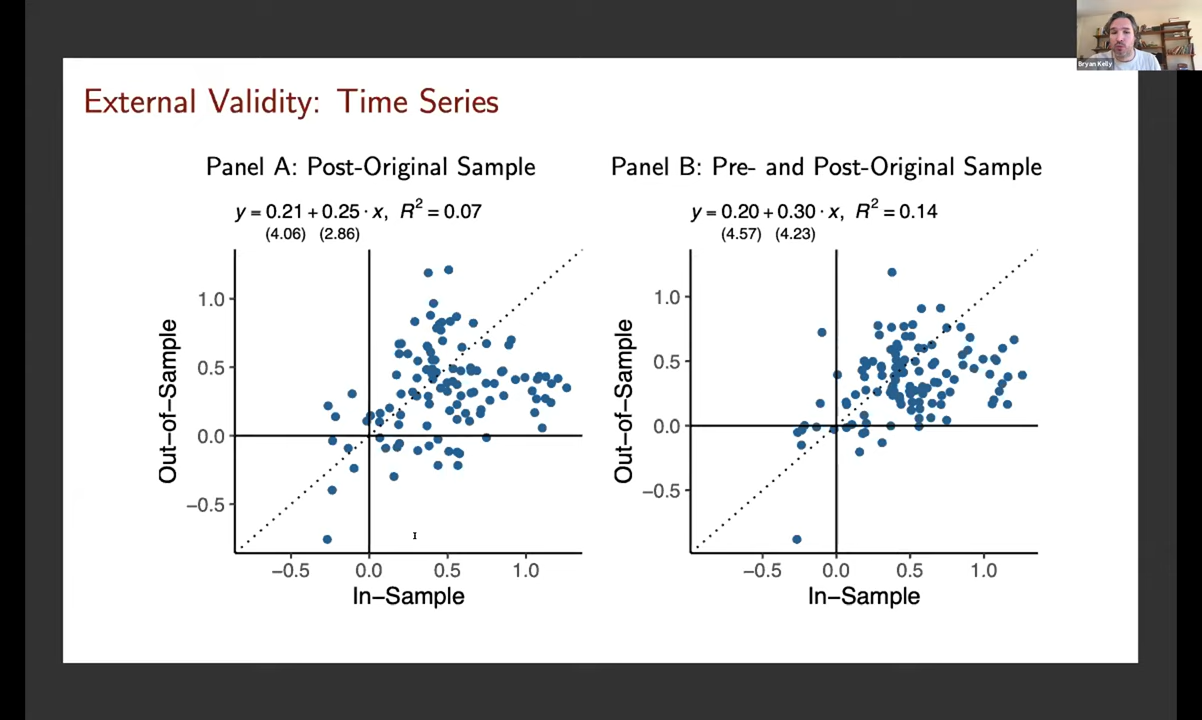 Bryan Kelly
External Validity: Time Series
Panel A: Post-Original Sample
y = 0.21 + 0.25 · x, R² = 0.07
(4.06) (2.86)
1.0
0.5
0.0
−0.5
Out−of−Sample
−0.5 0.0 0.5 1.0
In−Sample
Panel B: Pre- and Post-Original Sample
y = 0.20 + 0.30 · x, R² = 0.14
(4.57) (4.23)
1.0
0.5
0.0
−0.5
Out−of−Sample
−0.5 0.0 0.5 1.0
In−Sample